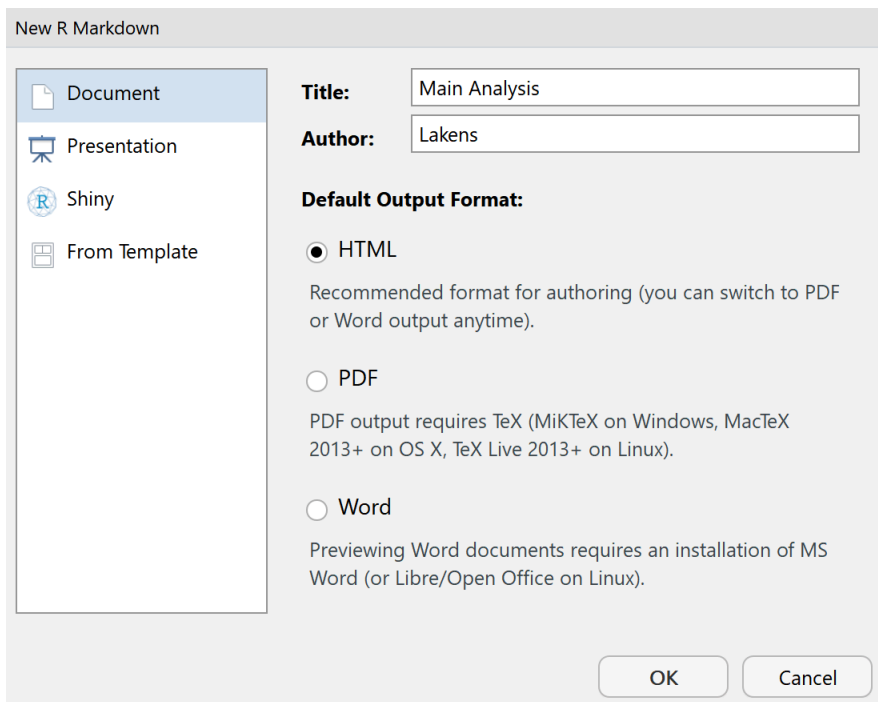 New R Markdown
Document
Presentation
R Shiny
From Template
Title: Main Analysis
Author: Lakens
Default Output Format:
HTML
Recommended format for authoring (you can switch to PDF
or Word output anytime).
PDF
PDF output requires TeX (MiKTeX on Windows, MacTeX
2013+ on OS X, TeX Live 2013+ on Linux).
Word
Previewing Word documents requires an installation of MS
Word (or Libre/Open Office on Linux).
OK Cancel